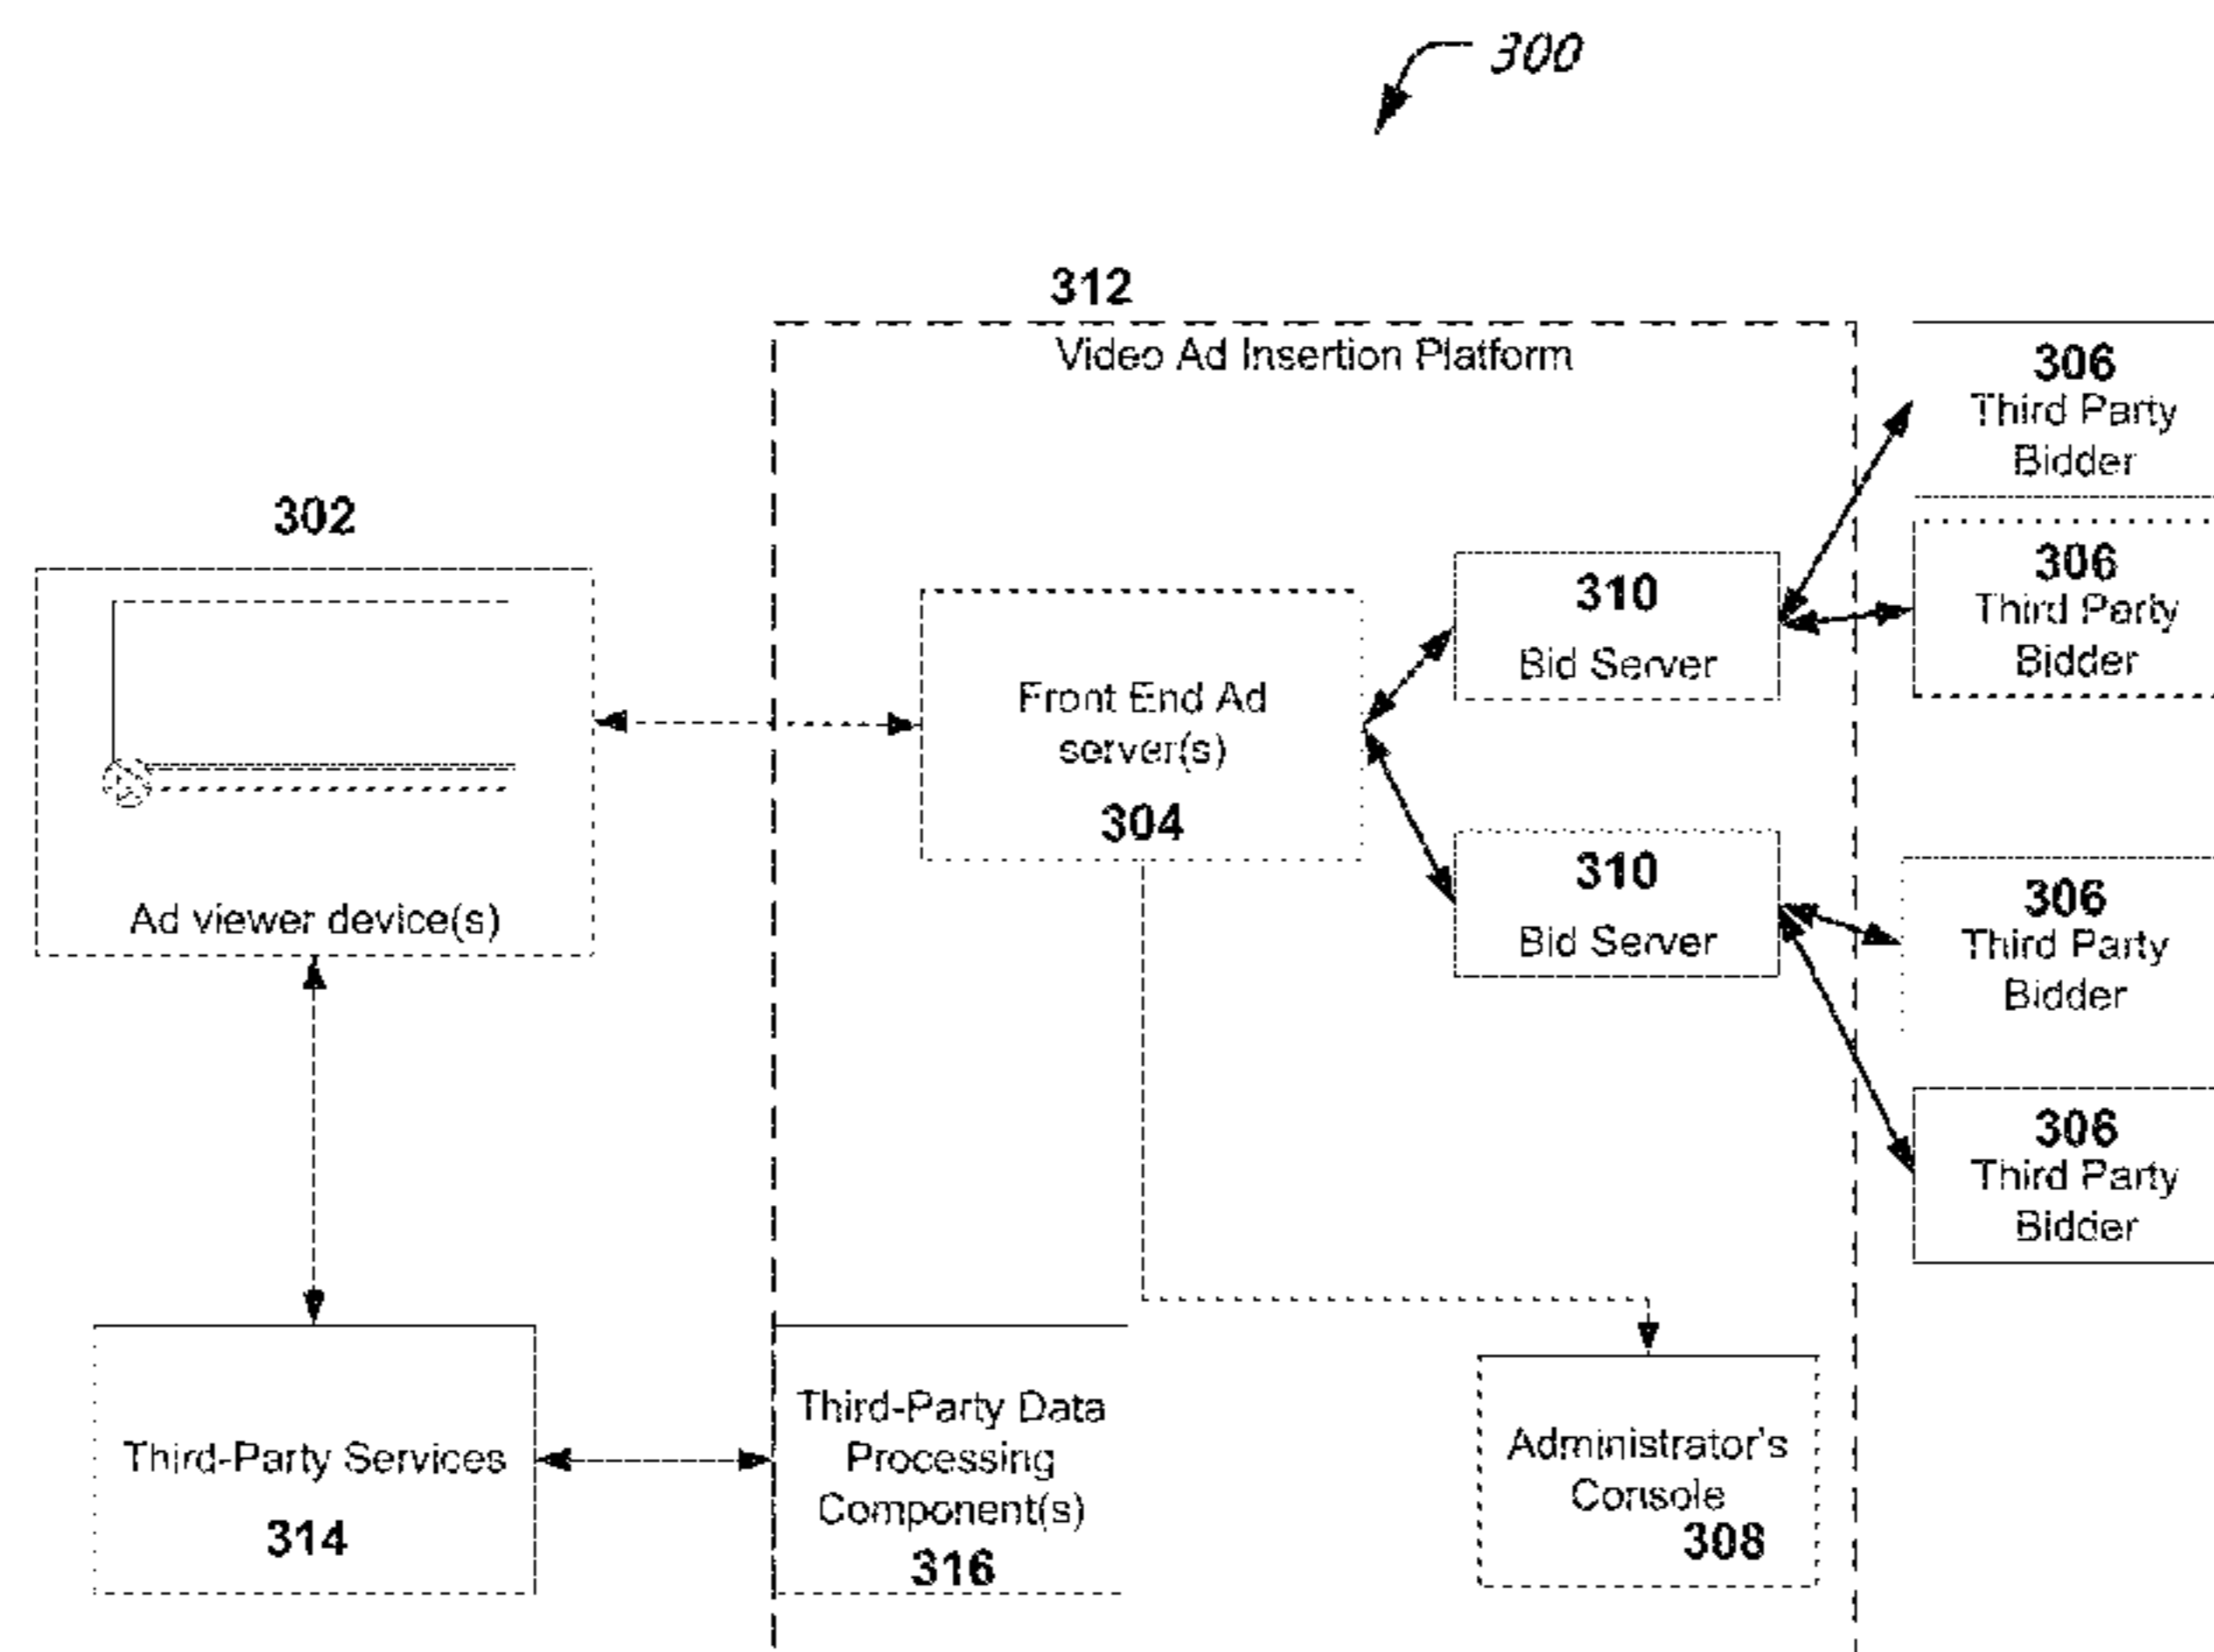 300
312
Video Ad Insertion Platform
302
Ad viewer device(s)
Front End Ad
server(s)
304
310
Bid Server
310
Bid Server
306
Third Party
Bidder
306
Third Party
Bidder
306
Third Party
Bidder
306
Third Party
Bidder
Third-Party Services
314
Third-Party Data
Processing
Component(s)
316
Administrator's
Console
308